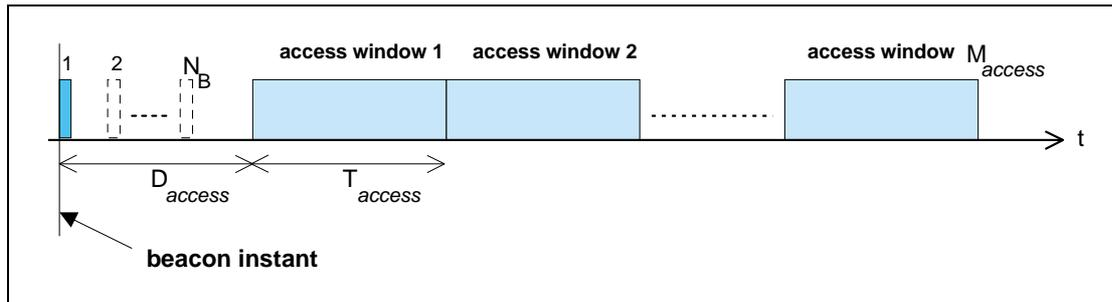 access window 1 access window 2 access window M access
1 2 N B
t
D access T access
beacon instant